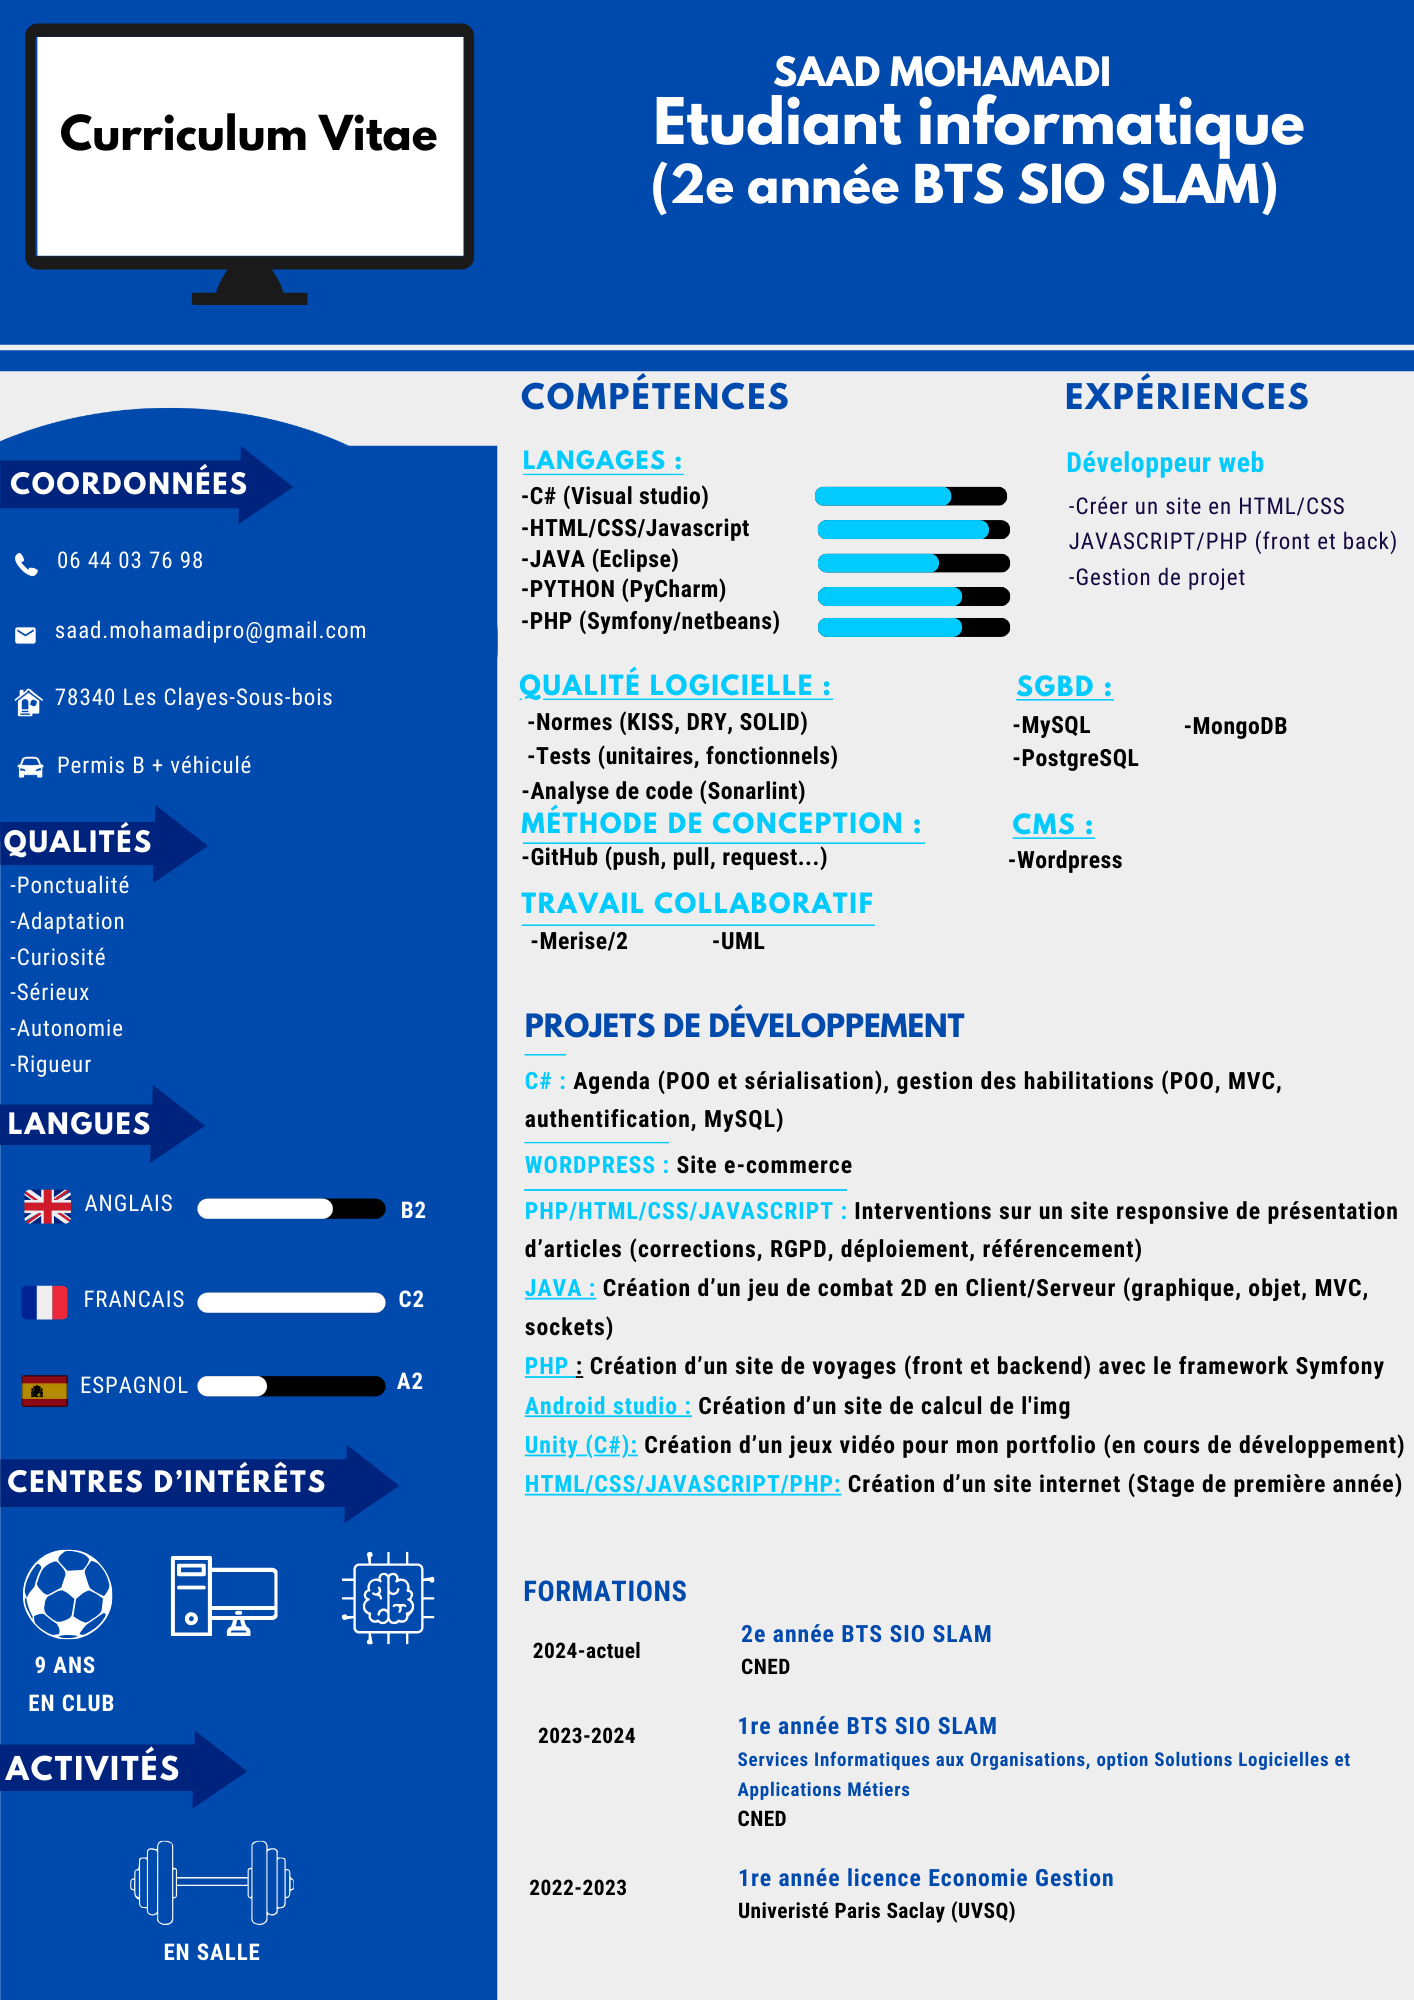 Curriculum Vitae
SAAD MOHAMADI
Etudiant informatique
(2e année BTS SIO SLAM)
COORDONNÉES
06 44 03 76 98
saad.mohamadipro@gmail.com
78340 Les Clayes-Sous-bois
Permis B + véhiculé
QUALITÉS
-Ponctualité
-Adaptation
-Curiosité
-Sérieux
-Autonomie
-Rigueur
LANGUES
ANGLAIS B2
FRANCAIS C2
ESPAGNOL A2
CENTRES D’INTÉRÊTS
9 ANS
EN CLUB
ACTIVITÉS
EN SALLE
COMPÉTENCES
LANGAGES :
-C# (Visual studio)
-HTML/CSS/Javascript
-JAVA (Eclipse)
-PYTHON (PyCharm)
-PHP (Symfony/netbeans)
EXPÉRIENCES
Développeur web
-Créer un site en HTML/CSS
JAVASCRIPT/PHP (front et back)
-Gestion de projet
QUALITÉ LOGICIELLE :
-Normes (KISS, DRY, SOLID)
-Tests (unitaires, fonctionnels)
-Analyse de code (Sonarlint)
SGBD :
-MySQL -MongoDB
-PostgreSQL
MÉTHODE DE CONCEPTION :
-GitHub (push, pull, request...)
CMS :
-Wordpress
TRAVAIL COLLABORATIF
-Merise/2 -UML
PROJETS DE DÉVELOPPEMENT
C# : Agenda (POO et sérialisation), gestion des habilitations (POO, MVC,
authentification, MySQL)
WORDPRESS : Site e-commerce
PHP/HTML/CSS/JAVASCRIPT : Interventions sur un site responsive de présentation
d’articles (corrections, RGPD, déploiement, référencement)
JAVA : Création d’un jeu de combat 2D en Client/Serveur (graphique, objet, MVC,
sockets)
PHP : Création d’un site de voyages (front et backend) avec le framework Symfony
Android studio : Création d’un site de calcul de l'img
Unity (C#): Création d’un jeux vidéo pour mon portfolio (en cours de développement)
HTML/CSS/JAVASCRIPT/PHP: Création d’un site internet (Stage de première année)
FORMATIONS
2024-actuel
2e année BTS SIO SLAM
CNED
2023-2024
1re année BTS SIO SLAM
Services Informatiques aux Organisations, option Solutions Logicielles et
Applications Métiers
CNED
2022-2023
1re année licence Economie Gestion
Univeristé Paris Saclay (UVSQ)